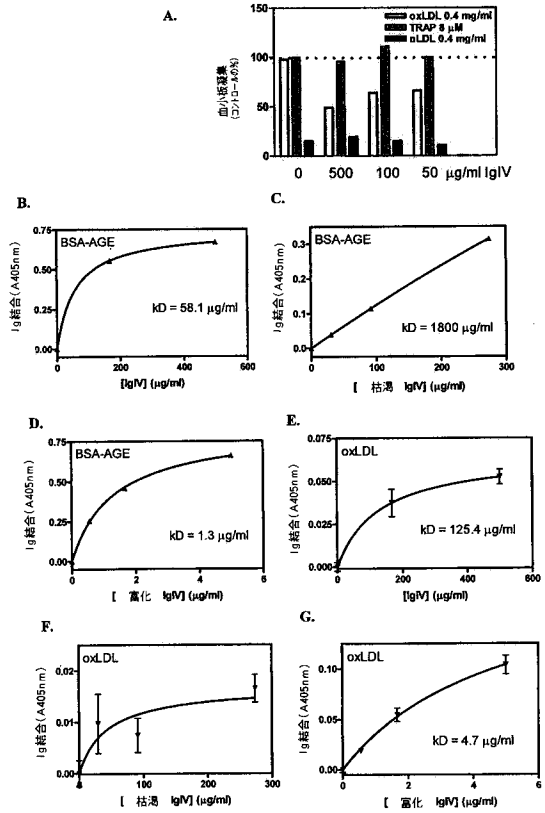 A.
oxLDL 0.4 mg/ml
TRAP 8 μM
nLDL 0.4 mg/ml
血小板凝集
(コントロールの%)
100
50
0
0 500 100 50 μg/ml IgIV
B.
BSA-AGE
Ig結合(A405nm)
0.75
0.50
0.25
0.00
kD = 58.1 μg/ml
0 200 400 600
[IgIV] (μg/ml)
C.
BSA-AGE
Ig結合(A405nm)
0.3
0.2
0.1
0.0
kD = 1800 μg/ml
0 100 200 300
[ 枯渇 IgIV] (μg/ml)
D.
BSA-AGE
Ig結合(A405nm)
0.75
0.50
0.25
0.00
kD = 1.3 μg/ml
0 2 4 6
[ 富化 IgIV] (μg/ml)
E.
oxLDL
Ig結合(A405nm)
0.075
0.050
0.025
0.000
kD = 125.4 μg/ml
0 200 400 600
[IgIV] (μg/ml)
F.
oxLDL
Ig結合(A405nm)
0.02
0.01
0.00
0 100 200 300
[ 枯渇 IgIV] (μg/ml)
G.
oxLDL
Ig結合(A405nm)
0.10
0.05
0.00
kD = 4.7 μg/ml
0 2 4 6
[ 富化 IgIV] (μg/ml)